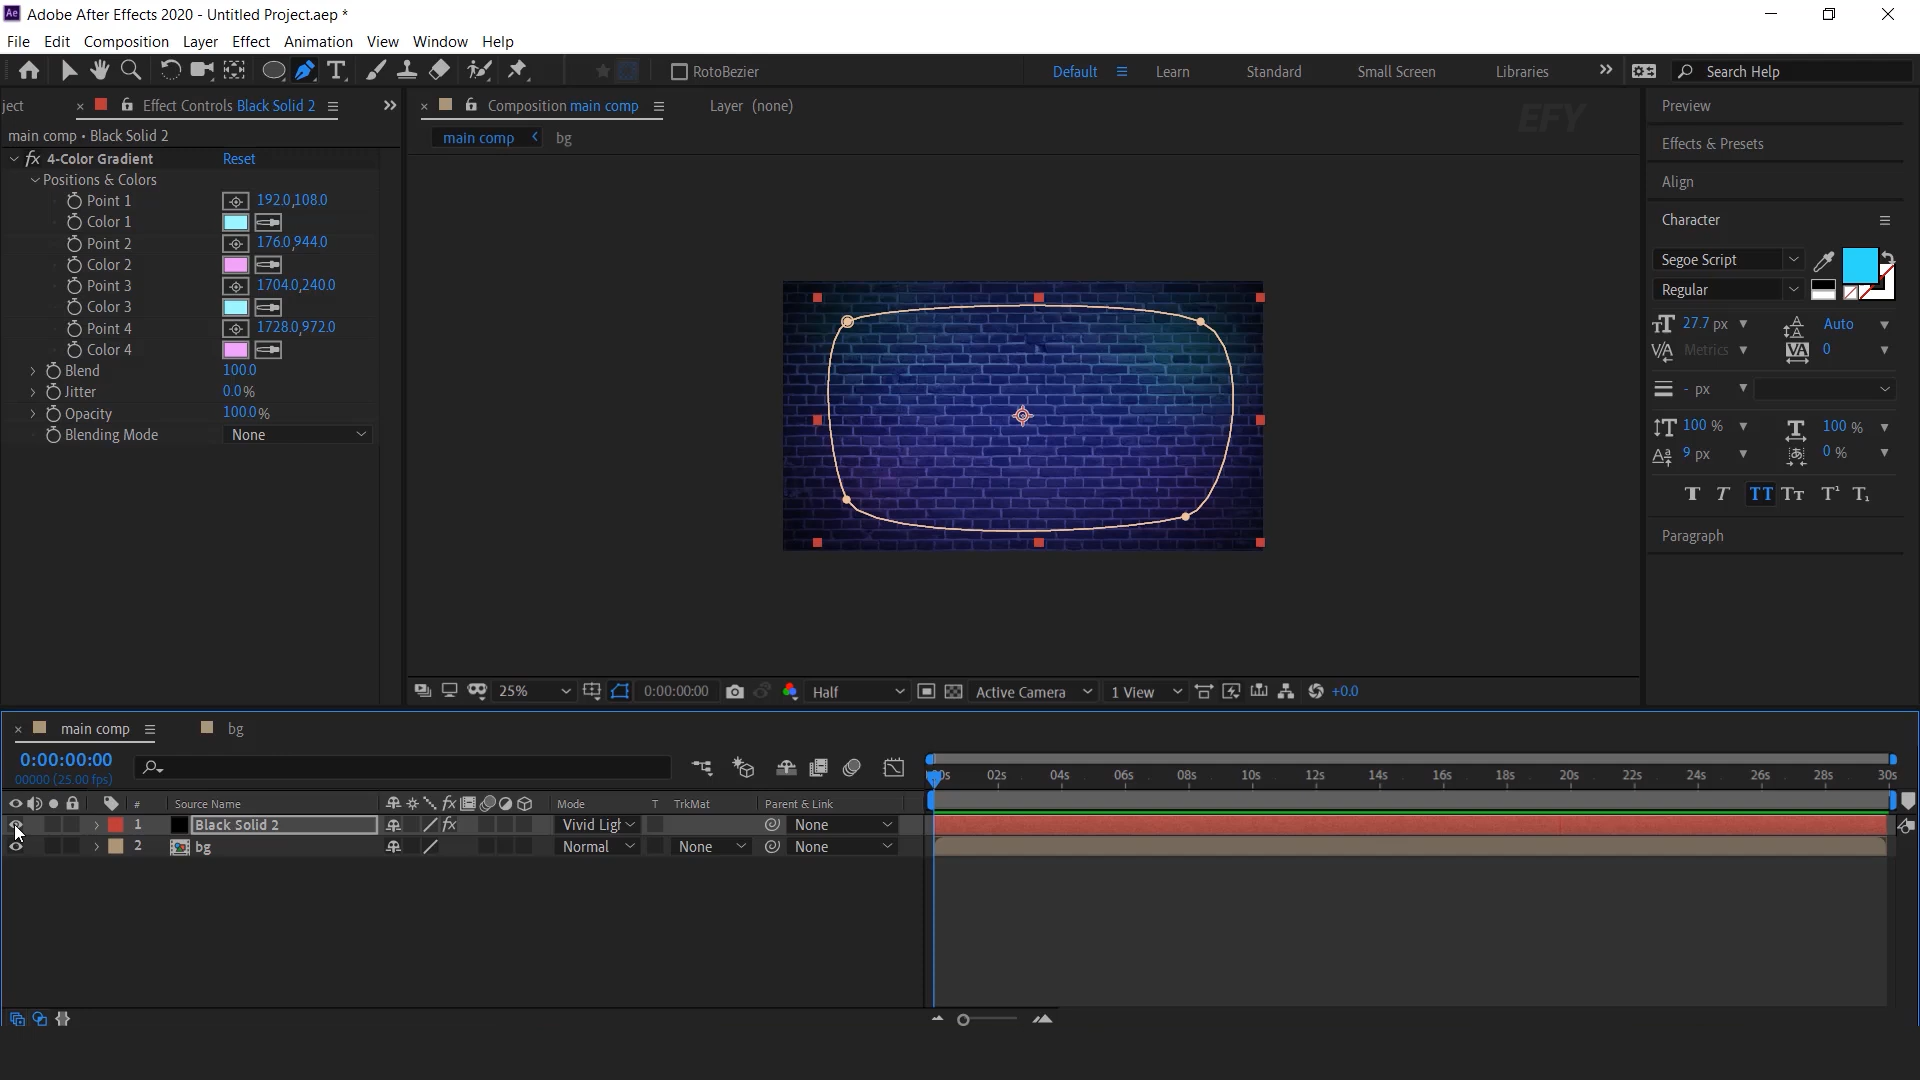 Adobe After Effects 2020 - Untitled Project.aep *
File Edit Composition Layer Effect Animation View Window Help
RotoBezier
Default Learn Standard Small Screen Libraries Search Help
ject Effect Controls Black Solid 2
Composition main comp
Layer (none)
main comp • Black Solid 2
main comp bg
EFY
fx 4-Color Gradient Reset
Positions & Colors
Point 1 192.0,108.0
Color 1
Point 2 176.0,944.0
Color 2
Point 3 1704.0,240.0
Color 3
Point 4 1728.0,972.0
Color 4
Blend 100.0
Jitter 0.0%
Opacity 100.0%
Blending Mode None
Preview
Effects & Presets
Align
Character
Segoe Script
Regular
27.7 px Auto
Metrics 0
- px
100 % 100 %
9 px 0 %
Paragraph
25% 0:00:00:00 Half Active Camera 1 View +0.0
main comp bg
0:00:00:00
00000 (25.00 fps)
00s 02s 04s 06s 08s 10s 12s 14s 16s 18s 20s 22s 24s 26s 28s 30s
# Source Name fx Mode T TrkMat Parent & Link
1 Black Solid 2 fx Vivid Ligh None
2 bg Normal None None